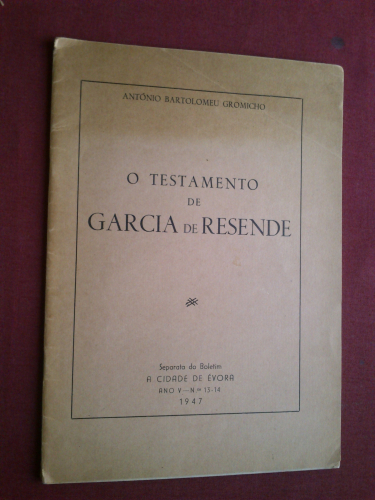 ANTÓNIO BARTOLOMEU GROMICHO
O TESTAMENTO
DE
GARCIA DE RESENDE
Separata do Boletim
A CIDADE DE ÉVORA
ANO V - N.os 13-14
1947